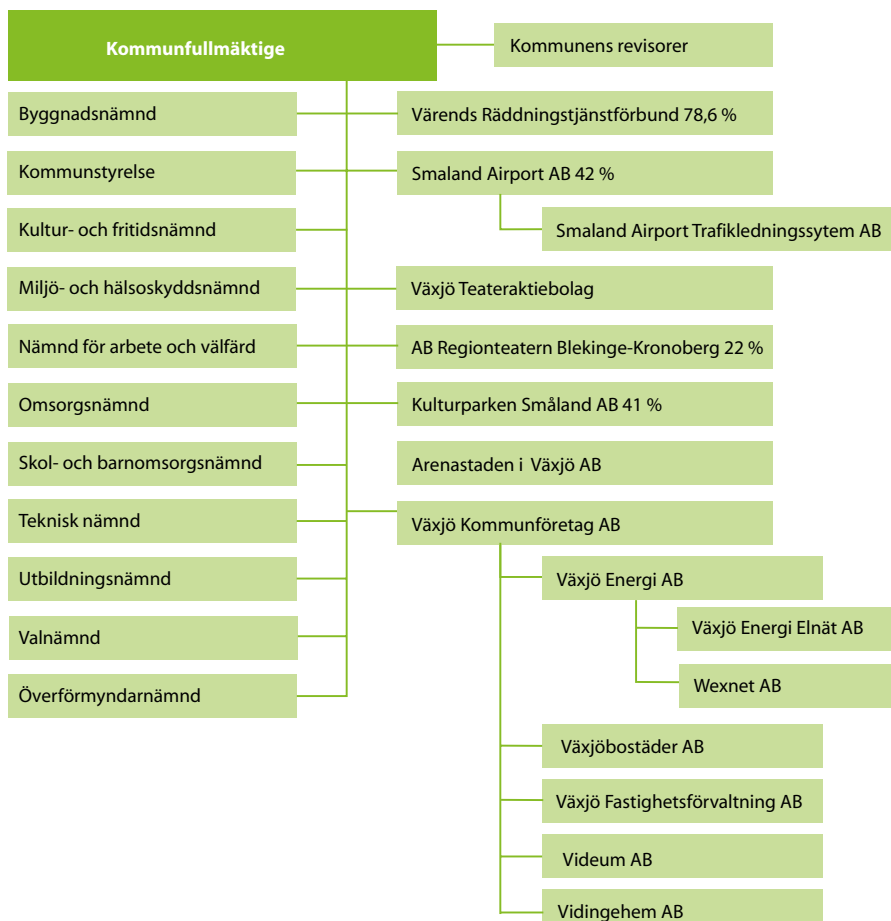 Kommunfullmäktige
Kommunens revisorer
Byggnadsnämnd
Kommunstyrelse
Kultur- och fritidsnämnd
Miljö- och hälsoskyddsnämnd
Nämnd för arbete och välfärd
Omsorgsnämnd
Skol- och barnomsorgsnämnd
Teknisk nämnd
Utbildningsnämnd
Valnämnd
Överförmyndarnämnd
Värends Räddningstjänstförbund 78,6 %
Smaland Airport AB 42 %
Smaland Airport Trafikledningssytem AB
Växjö Teateraktiebolag
AB Regionteatern Blekinge-Kronoberg 22 %
Kulturparken Småland AB 41 %
Arenastaden i Växjö AB
Växjö Kommunföretag AB
Växjö Energi AB
Växjö Energi Elnät AB
Wexnet AB
Växjöbostäder AB
Växjö Fastighetsförvaltning AB
Videum AB
Vidingehem AB